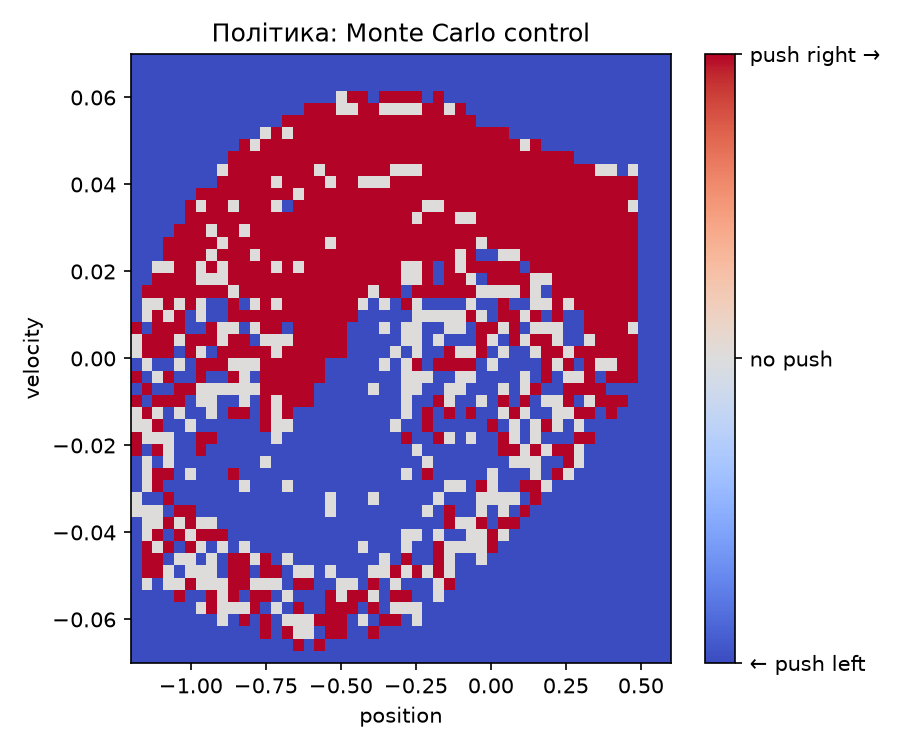 Політика: Monte Carlo control
push right →
0.06
0.04
0.02
0.00
no push
−0.02
−0.04
−0.06
← push left
velocity
−1.00 −0.75 −0.50 −0.25 0.00 0.25 0.50
position